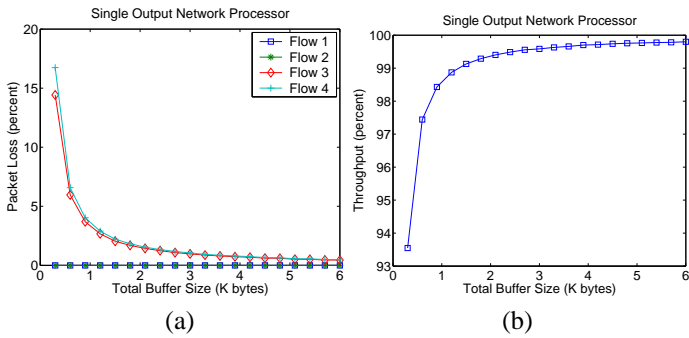 Single Output Network Processor
20
15
10
5
0
Packet Loss (percent)
Flow 1
Flow 2
Flow 3
Flow 4
0 1 2 3 4 5 6
Total Buffer Size (K bytes)
(a)
Single Output Network Processor
100
99
98
97
96
95
94
93
Throughput (percent)
0 1 2 3 4 5 6
Total Buffer Size (K bytes)
(b)